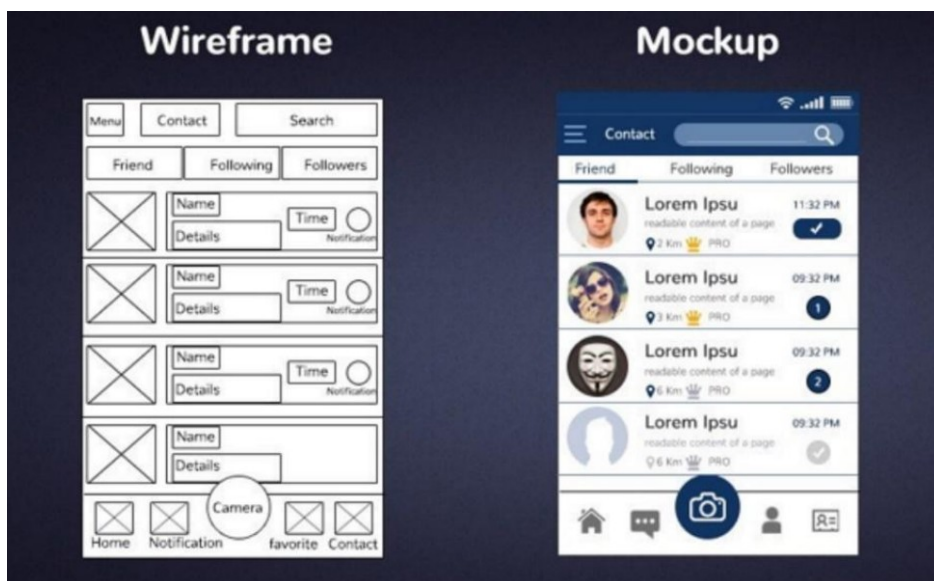 Wireframe
Mockup
Menu Contact Search
Friend Following Followers
Name
Details
Time
Notification
Name
Details
Time
Notification
Name
Details
Time
Notification
Name
Details
Camera
Home Notification favorite Contact
Contact
Friend Following Followers
Lorem Ipsu 11:32 PM
readable content of a page
2 Km PRO
Lorem Ipsu 09:32 PM
readable content of a page 1
3 Km PRO
Lorem Ipsu 09:32 PM
readable content of a page 2
6 Km PRO
Lorem Ipsu 09:32 PM
readable content of a page
6 Km PRO